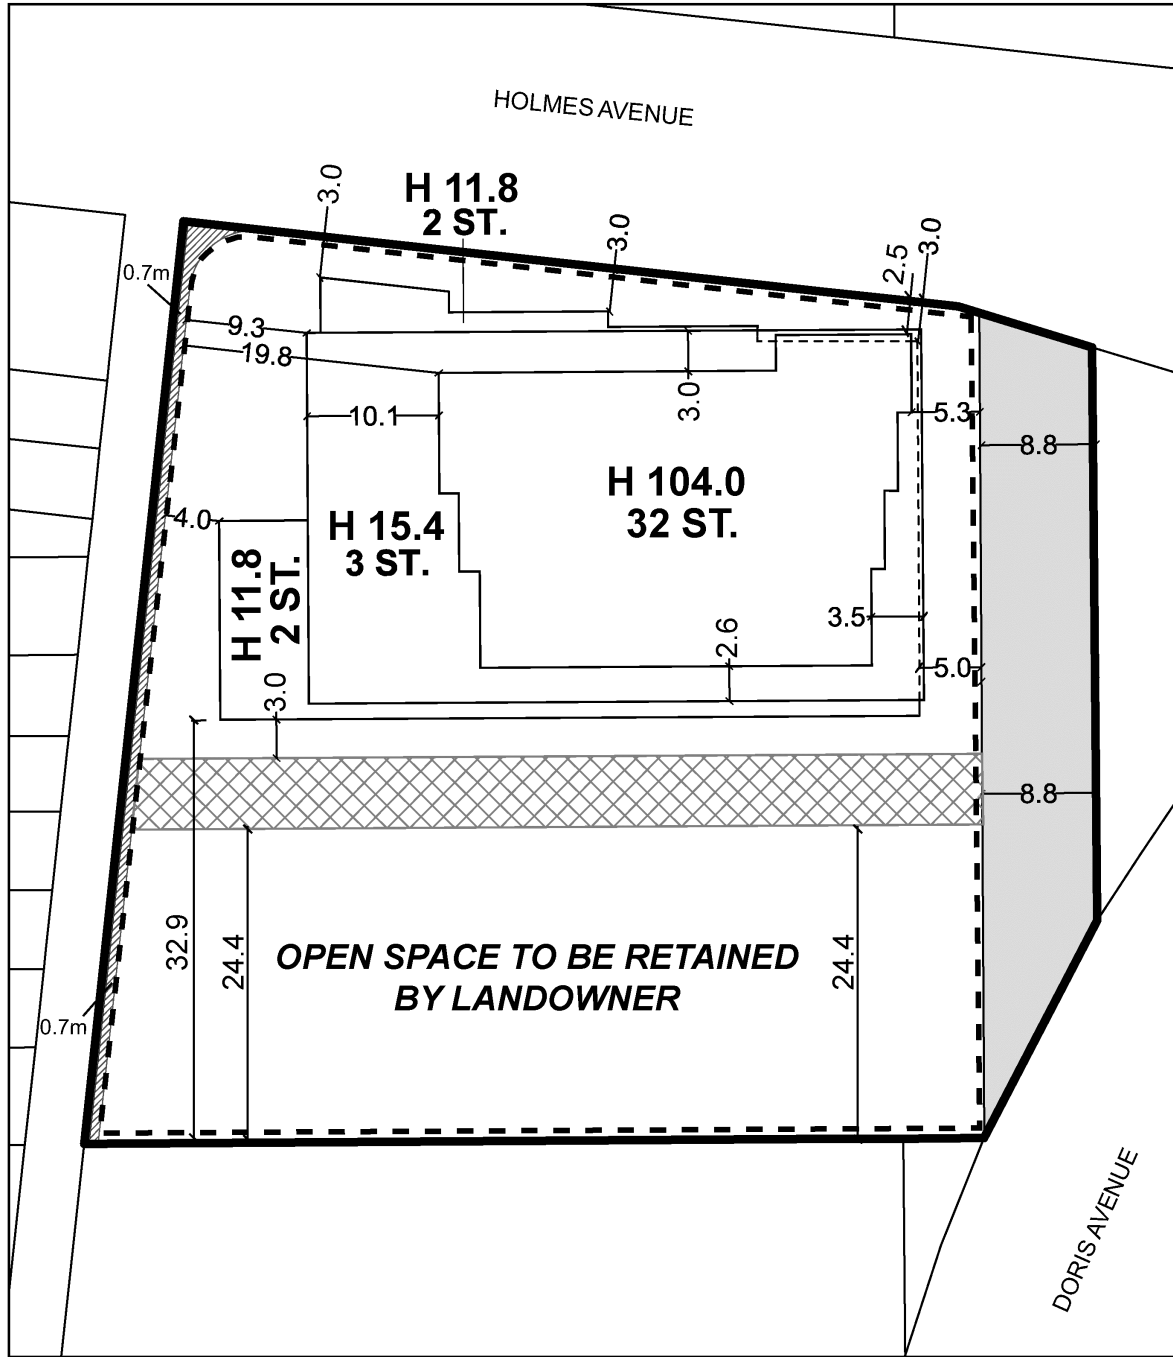 HOLMES AVENUE
3.0
H 11.8
2 ST.
3.0
3.0
2.5
0.7m
9.3
19.8
3.0
10.1
5.3
8.8
H 104.0
32 ST.
4.0
H 15.4
3 ST.
H 11.8
2 ST.
3.5
2.6
5.0
3.0
8.8
32.9
24.4
OPEN SPACE TO BE RETAINED
BY LANDOWNER
24.4
0.7m
DORIS AVENUE